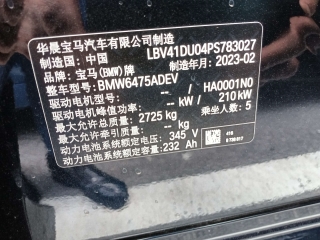 华晨宝马汽车有限公司制造
制造国: 中国 LBV41DU04PS783027
品牌: 宝马(BMW)牌 制造年月: 2023-02
整车型号: BMW6475ADEV
驱动电机型号: -- / HA0001N0
驱动电机峰值功率: -- kW / 210 kW
最大允许总质量: 2725 kg 乘坐人数: 5
最大允许牵引质量: -- kg
动力电池系统额定电压: 345 V
动力电池系统额定容量: 232 Ah